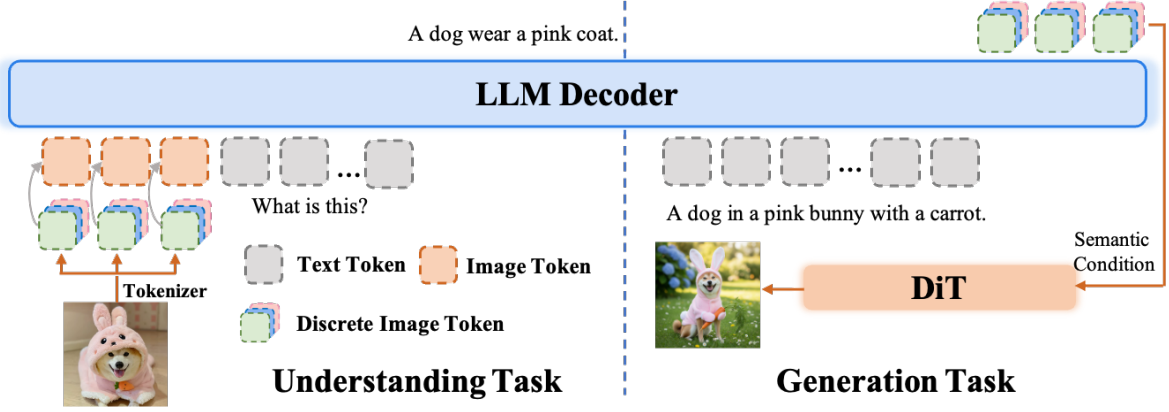 A dog wear a pink coat.
LLM Decoder
...
What is this?
Text Token
Image Token
Tokenizer
Discrete Image Token
Understanding Task
...
A dog in a pink bunny with a carrot.
Semantic
Condition
DiT
Generation Task